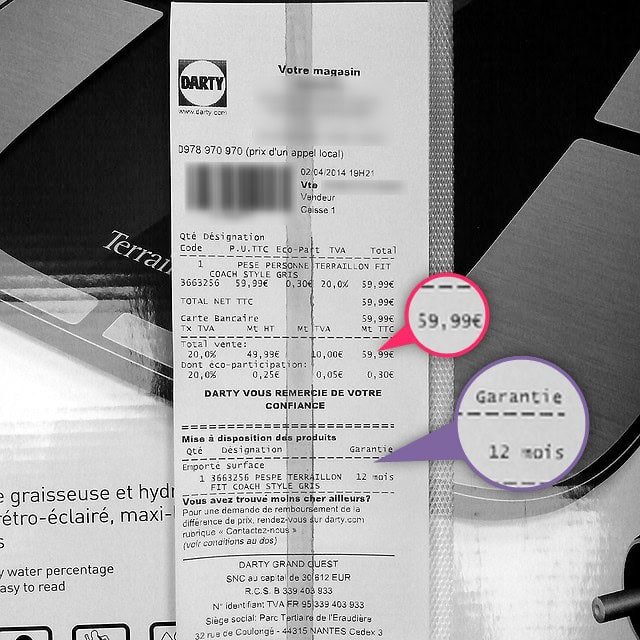 DARTY
www.darty.com
Votre magasin
0978 970 970 (prix d'un appel local)
02/04/2014 19H21
Vte
Vendeur
Caisse 1
Qté Désignation
Code P.U.TTC Eco-Part TVA Total
1 PESE PERSONNE TERRAILLON FIT
COACH STYLE GRIS
3663256 59,99€ 0,30€ 20,0% 59,99€
TOTAL NET TTC 59,99€
Carte Bancaire 59,99€
Tx TVA Mt HT Mt TVA Mt TTC
Total vente:
20,0% 49,99€ 10,00€ 59,99€
Dont éco-participation:
20,0% 0,25€ 0,05€ 0,30€
DARTY VOUS REMERCIE DE VOTRE
CONFIANCE
Mise à disposition des produits
Qté Désignation Garantie
Emporté surface
1 3663256 PESPE TERRAILLON 12 mois
FIT COACH STYLE GRIS
Vous avez trouvé moins cher ailleurs?
Pour une demande de remboursement de la
différence de prix, rendez-vous sur darty.com
rubrique « Contactez-nous »
(voir conditions au dos)
DARTY GRAND OUEST
SNC au capital de 30 612 EUR
R.C.S. B 339 403 933
N° identifiant TVA FR 95 339 403 933
Siège social: Parc Tertiaire de l'Eraudière
32 rue de Coulongé - 44315 NANTES Cedex 3
59,99€
Garantie
12 mois
Terrail
e graisseuse et hydr
rétro-éclairé, maxi-
s
y water percentage
asy to read